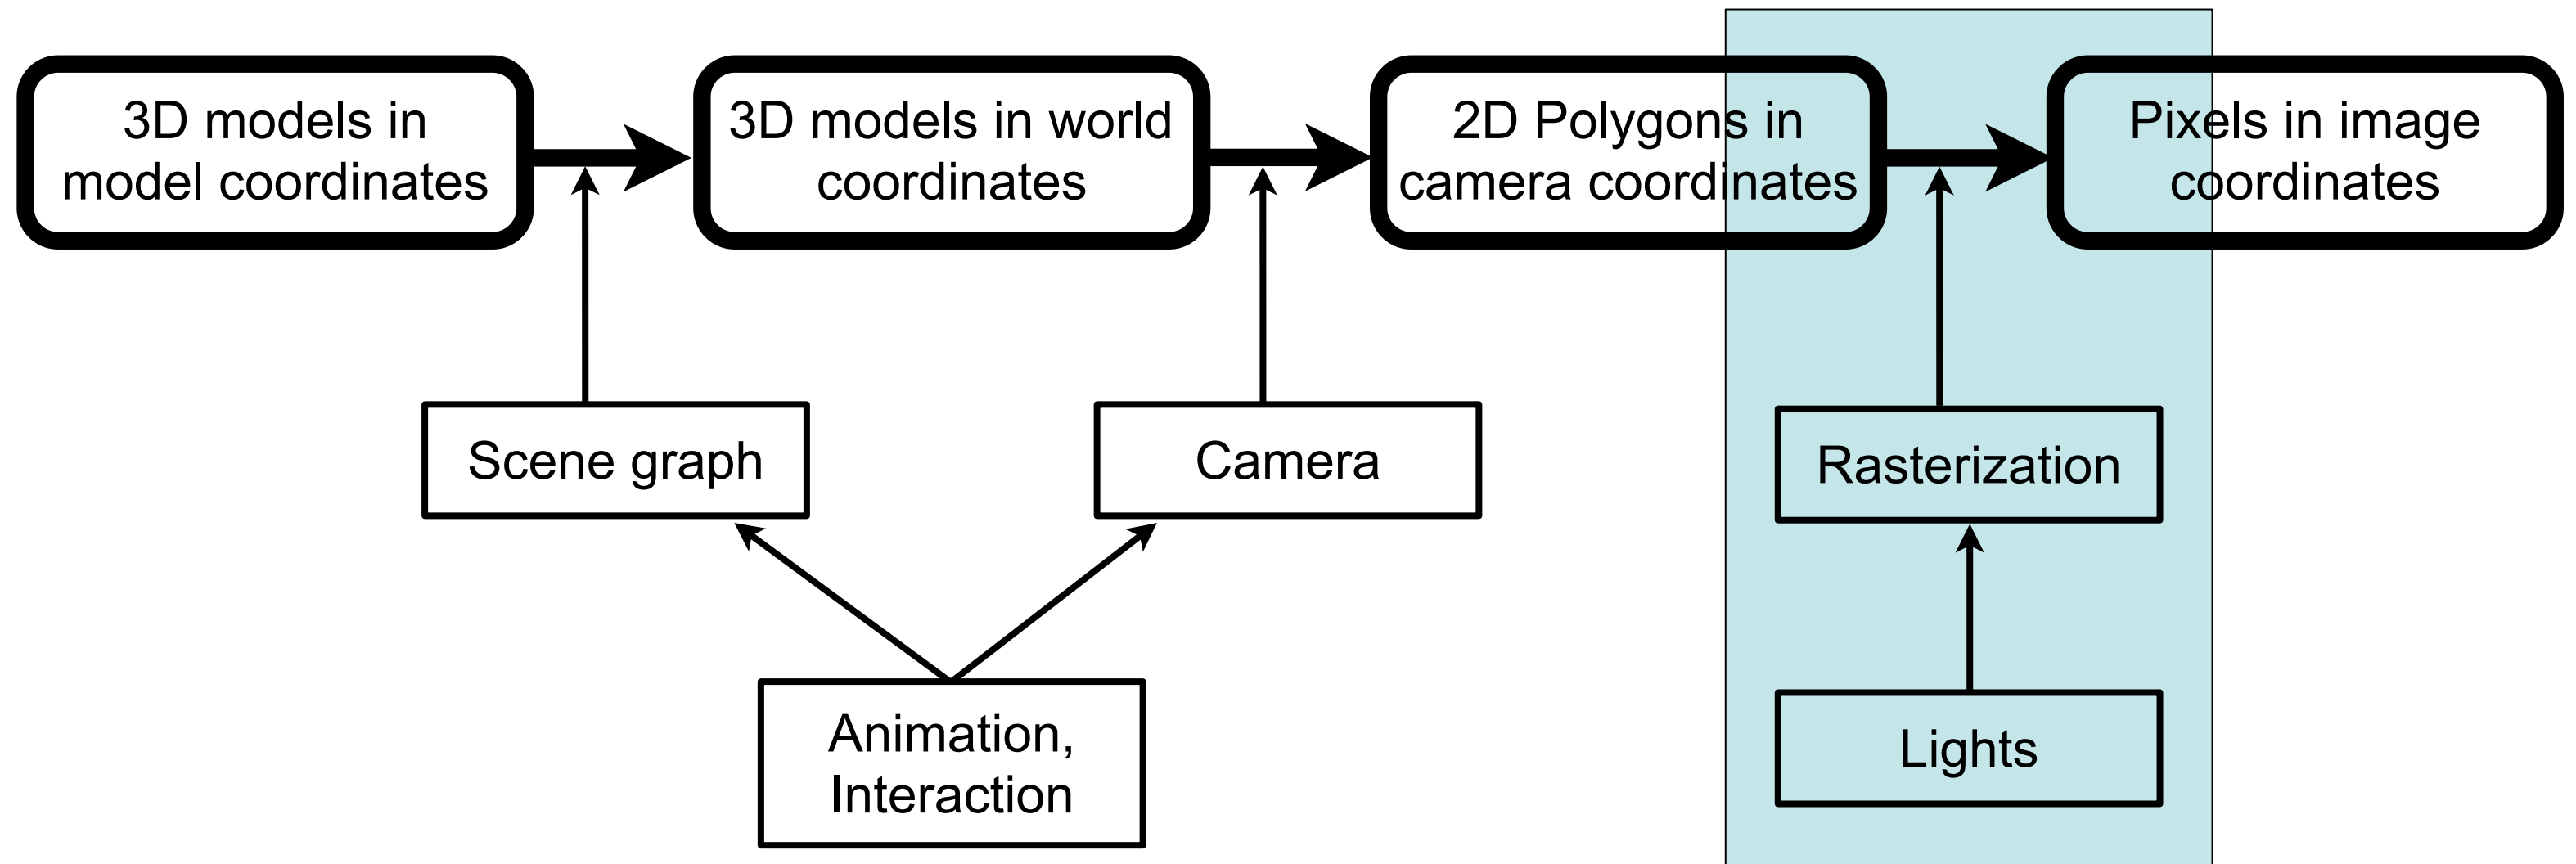 3D models in
model coordinates
3D models in world
coordinates
2D Polygons in
camera coordinates
Pixels in image
coordinates
Scene graph
Camera
Rasterization
Animation,
Interaction
Lights